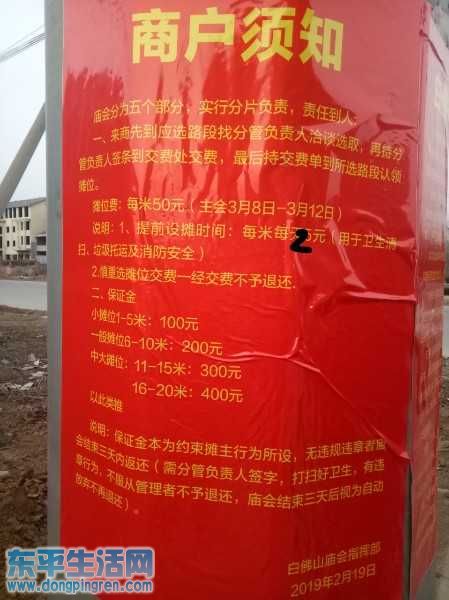 商户须知
庙会分为五个部分，实行分片负责，责任到人，
一、来商先到应选路段找分管负责人洽谈选取，再持分
管负责人签条到交费处交费，最后持交费单到所选路段认领
摊位。
摊位费：每米50元（主会3月8日-3月12日）
说明：1、提前设摊时间：每米每天2元（用于卫生清
扫、垃圾托运及消防安全）
2.慎重选摊位交费一经交费不予退还.
二、保证金
小摊位1-5米：100元
一般摊位6-10米：200元
中大摊位：11-15米：300元
16-20米：400元
以此类推
说明：保证金本为约束摊主行为所设，无违规违章者庙
会结束三天内返还（需分管负责人签字，打扫好卫生，有违
章行为，不服从管理者不予退还，庙会结束三天后视为自动
放弃不再退还）。
白佛山庙会指挥部
2019年2月19日
东平生活网
dongpingren.com